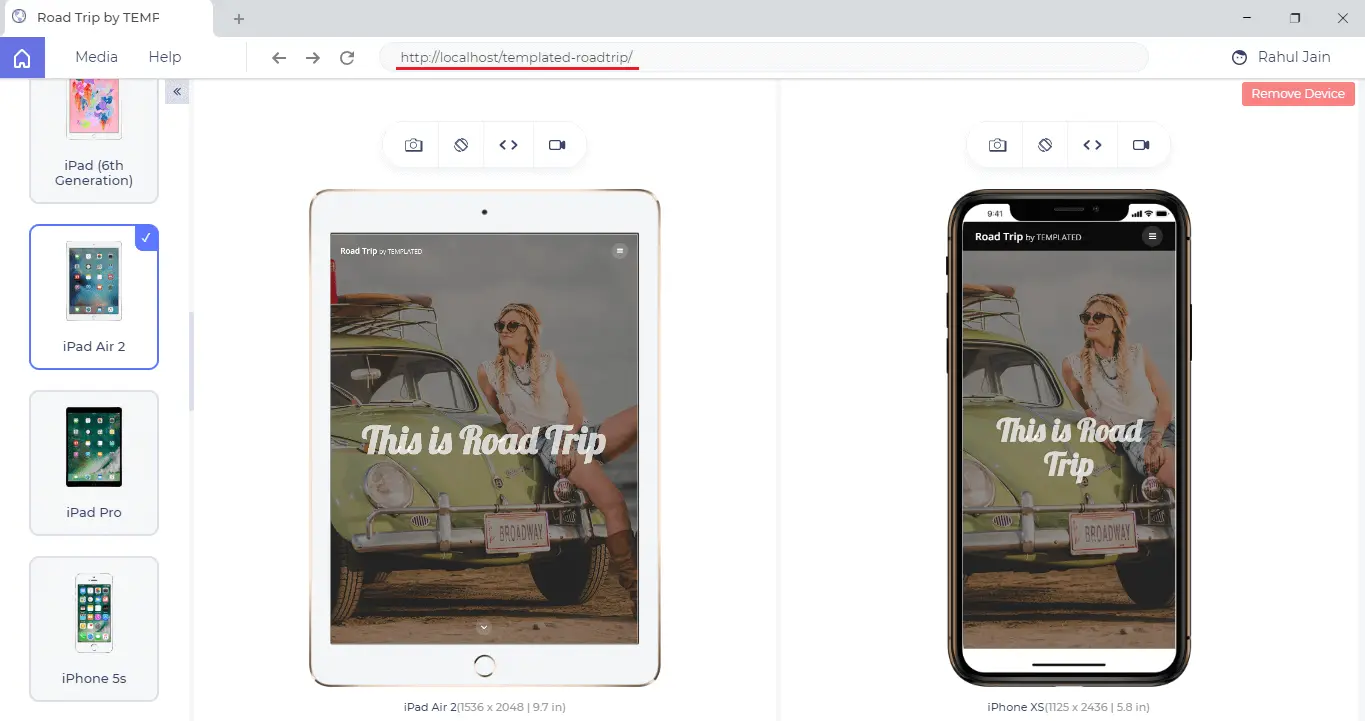 Road Trip by TEMP
Media Help http://localhost/templated-roadtrip/ Rahul Jain
Remove Device
iPad (6th
Generation)
iPad Air 2
iPad Pro
iPhone 5s
Road Trip by TEMPLATED
This is Road Trip
BROADWAY
iPad Air 2(1536 x 2048 | 9.7 in)
9:41
Road Trip by TEMPLATED
This is Road
Trip
BROADWAY
iPhone XS(1125 x 2436 | 5.8 in)